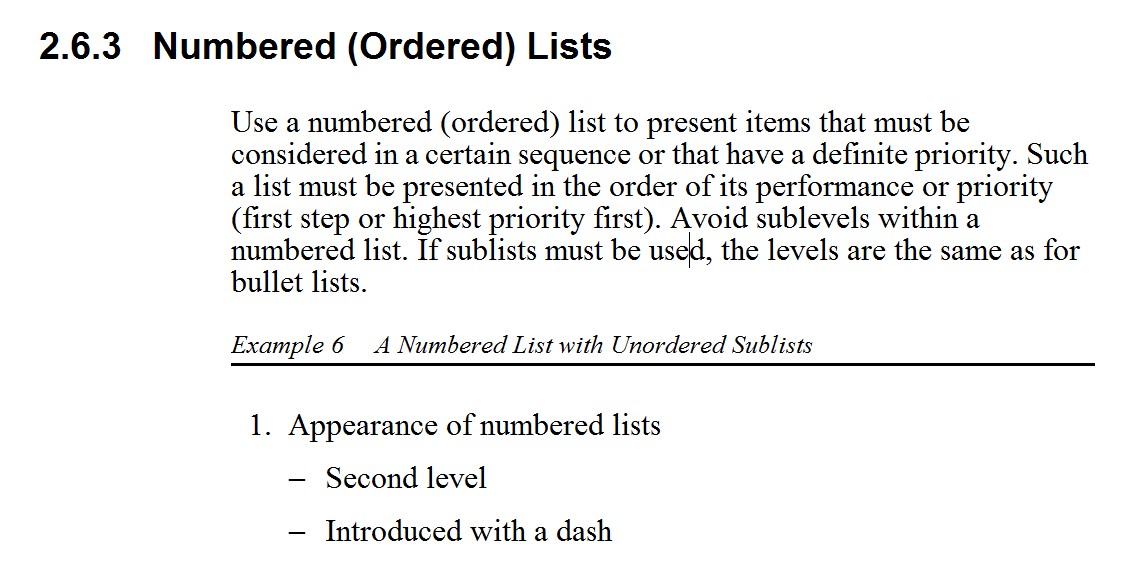 2.6.3 Numbered (Ordered) Lists
Use a numbered (ordered) list to present items that must be
considered in a certain sequence or that have a definite priority. Such
a list must be presented in the order of its performance or priority
(first step or highest priority first). Avoid sublevels within a
numbered list. If sublists must be used, the levels are the same as for
bullet lists.
Example 6 A Numbered List with Unordered Sublists
1. Appearance of numbered lists
– Second level
– Introduced with a dash